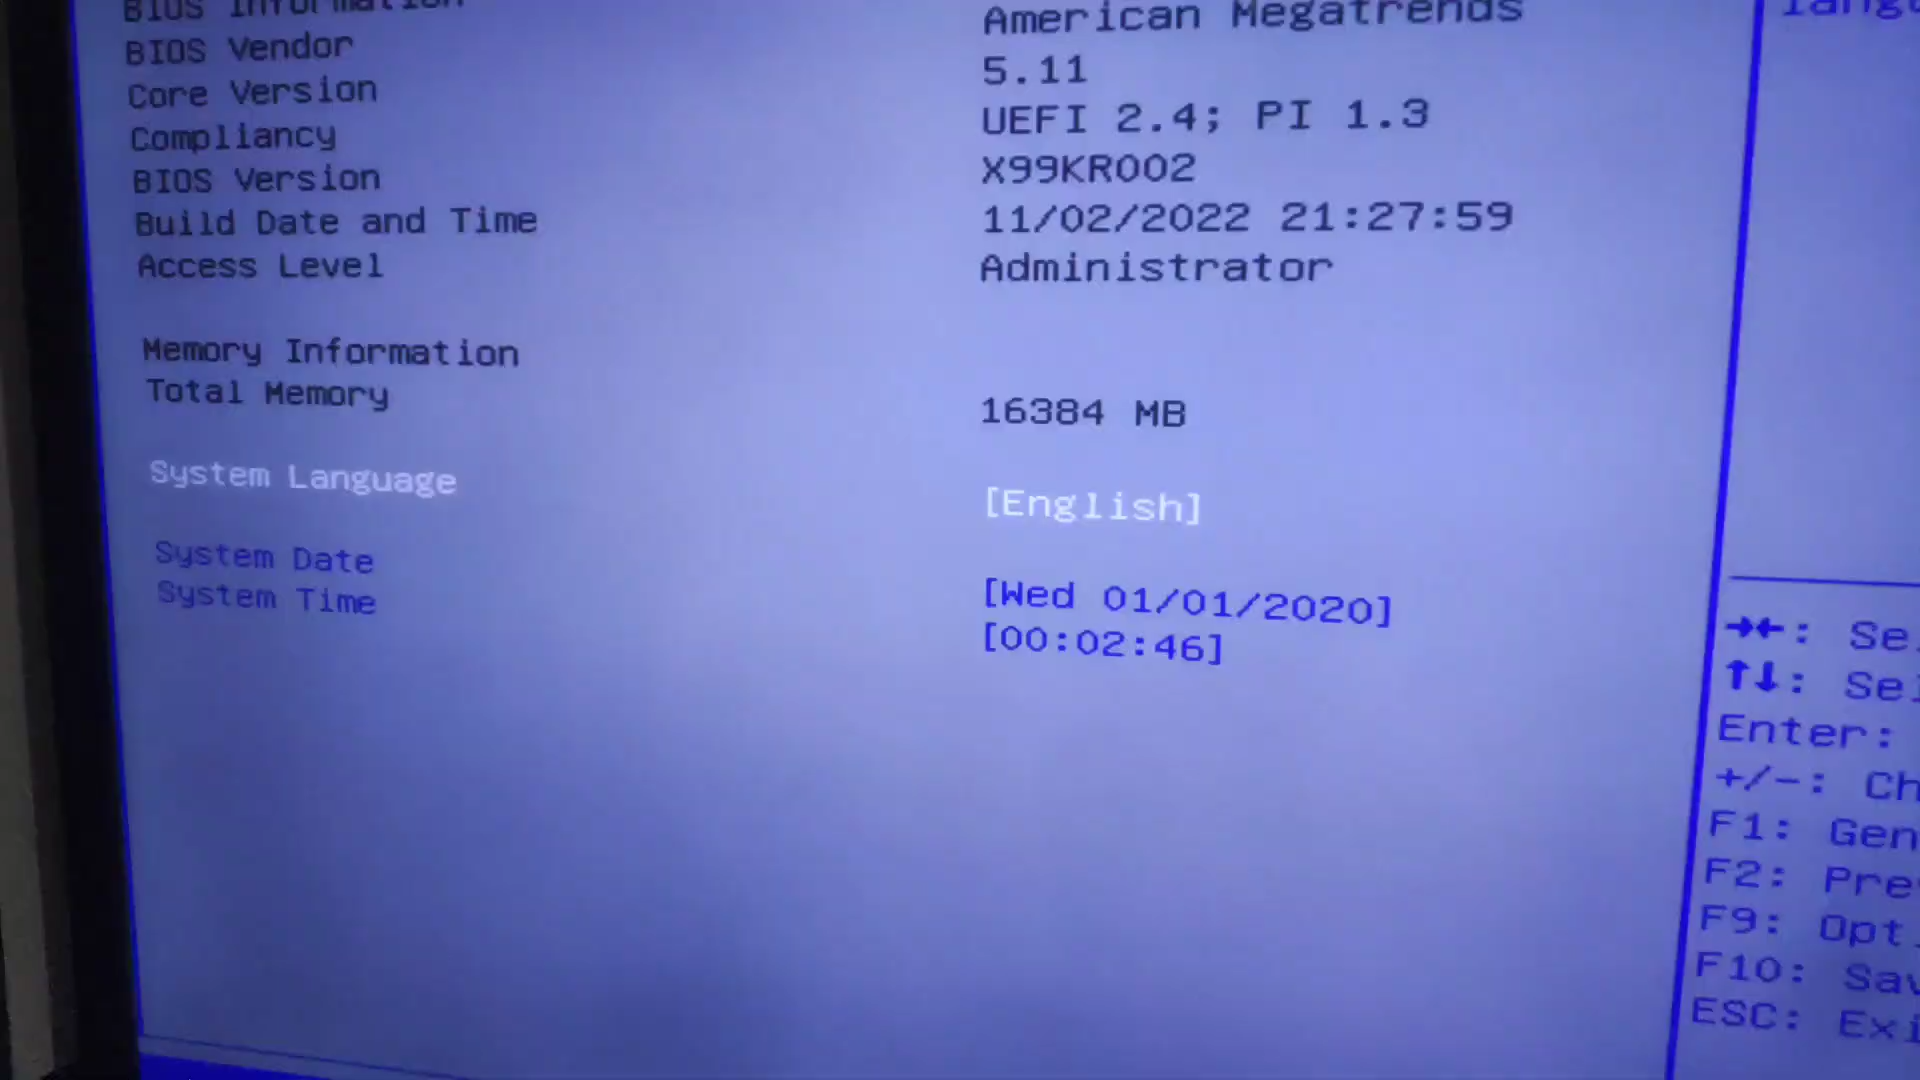 BIOS Information
BIOS Vendor American Megatrends
Core Version 5.11
Compliancy UEFI 2.4; PI 1.3
BIOS Version X99KR002
Build Date and Time 11/02/2022 21:27:59
Access Level Administrator
Memory Information
Total Memory 16384 MB
System Language [English]
System Date [Wed 01/01/2020]
System Time [00:02:46]
→←:
↑↓:
Enter:
+/-:
F1:
F2:
F9:
F10:
ESC: